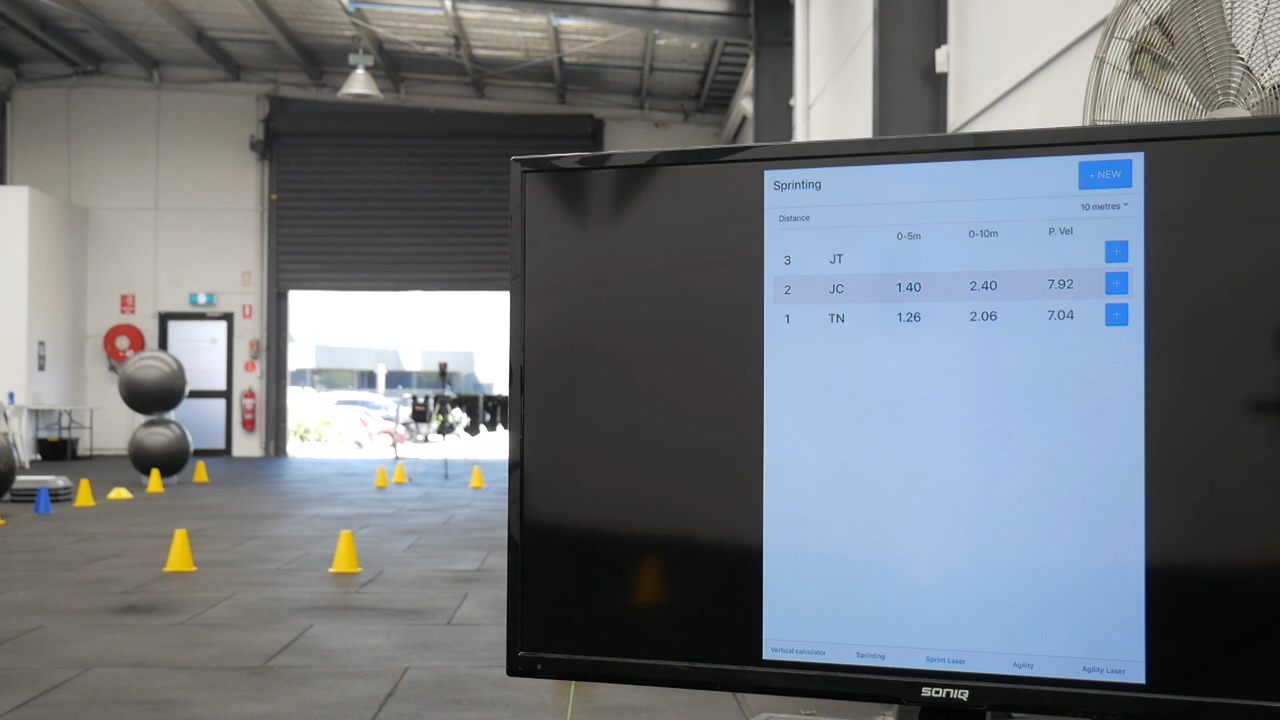 Sprinting
+ NEW
Distance
10 metres
0-5m 0-10m P. Vel
3 JT +
2 JC 1.40 2.40 7.92 +
1 TN 1.26 2.06 7.04 +
Vertical calculator Sprinting Sprint Laser Agility Agility Laser
SONIQ